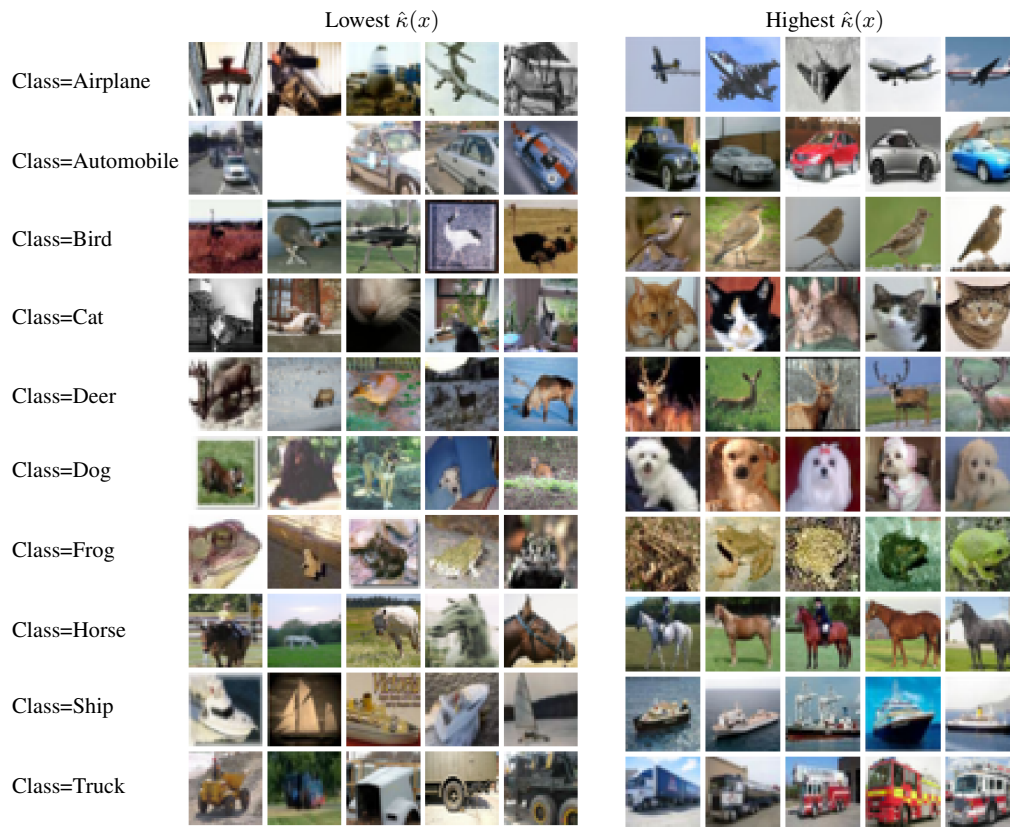 Lowest κ̂(x)
Highest κ̂(x)
Class=Airplane
Class=Automobile
Class=Bird
Class=Cat
Class=Deer
Class=Dog
Class=Frog
Class=Horse
Class=Ship
Victoria
Class=Truck